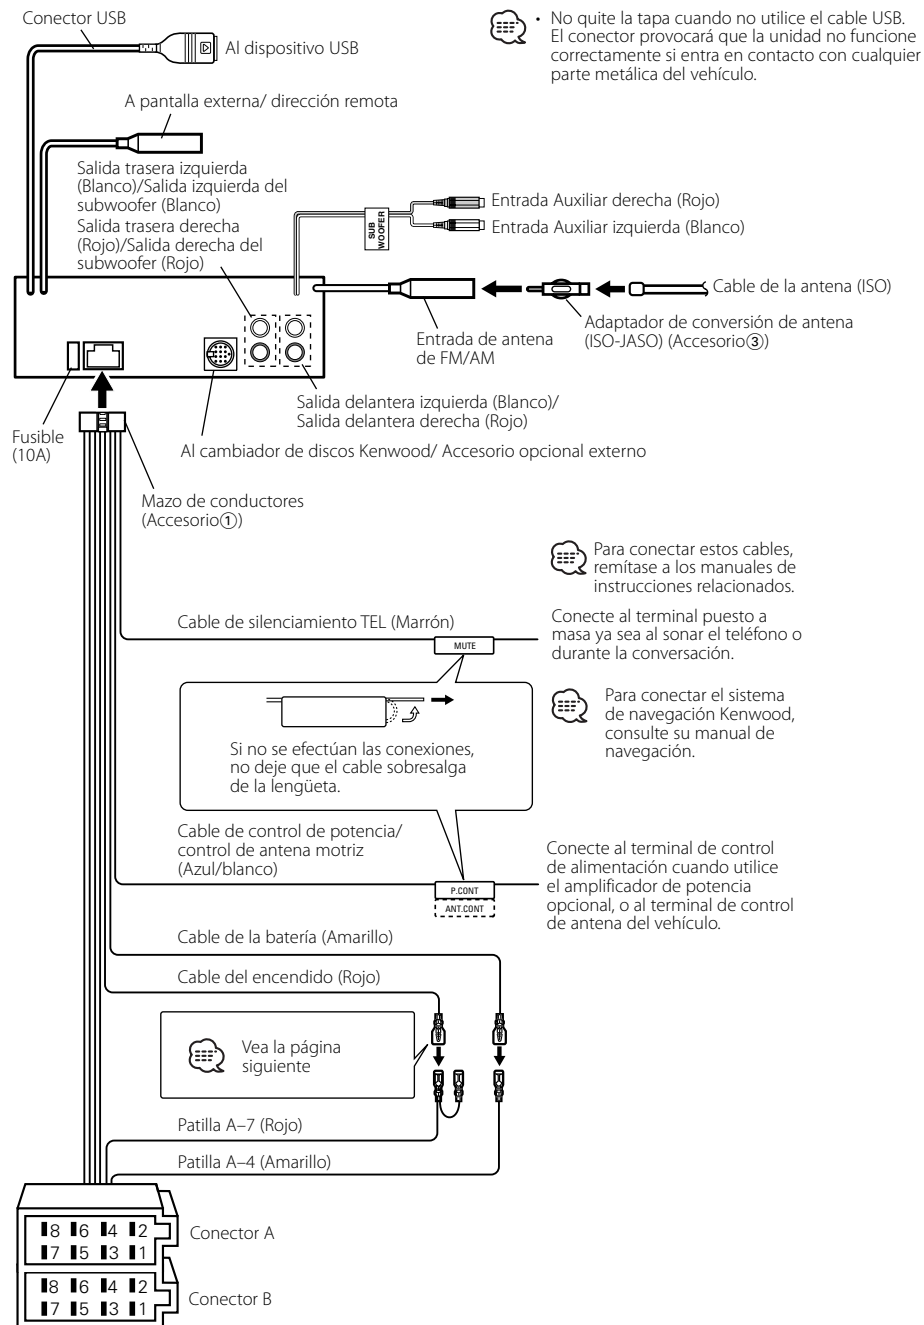 Conector USB
Al dispositivo USB
• No quite la tapa cuando no utilice el cable USB.
El conector provocará que la unidad no funcione
correctamente si entra en contacto con cualquier
parte metálica del vehículo.
A pantalla externa/ dirección remota
Salida trasera izquierda
(Blanco)/Salida izquierda del
subwoofer (Blanco)
Salida trasera derecha
(Rojo)/Salida derecha del
subwoofer (Rojo)
SUB
WOOFER
Entrada Auxiliar derecha (Rojo)
Entrada Auxiliar izquierda (Blanco)
Cable de la antena (ISO)
Adaptador de conversión de antena
(ISO-JASO) (Accesorio③)
Entrada de antena
de FM/AM
Salida delantera izquierda (Blanco)/
Salida delantera derecha (Rojo)
Fusible
(10A)
Al cambiador de discos Kenwood/ Accesorio opcional externo
Mazo de conductores
(Accesorio①)
Para conectar estos cables,
remítase a los manuales de
instrucciones relacionados.
Cable de silenciamiento TEL (Marrón)
MUTE
Conecte al terminal puesto a
masa ya sea al sonar el teléfono o
durante la conversación.
Si no se efectúan las conexiones,
no deje que el cable sobresalga
de la lengüeta.
Para conectar el sistema
de navegación Kenwood,
consulte su manual de
navegación.
Cable de control de potencia/
control de antena motriz
(Azul/blanco)
P.CONT
ANT.CONT
Conecte al terminal de control
de alimentación cuando utilice
el amplificador de potencia
opcional, o al terminal de control
de antena del vehículo.
Cable de la batería (Amarillo)
Cable del encendido (Rojo)
Vea la página
siguiente
Patilla A–7 (Rojo)
Patilla A–4 (Amarillo)
8 6 4 2
7 5 3 1
Conector A
8 6 4 2
7 5 3 1
Conector B